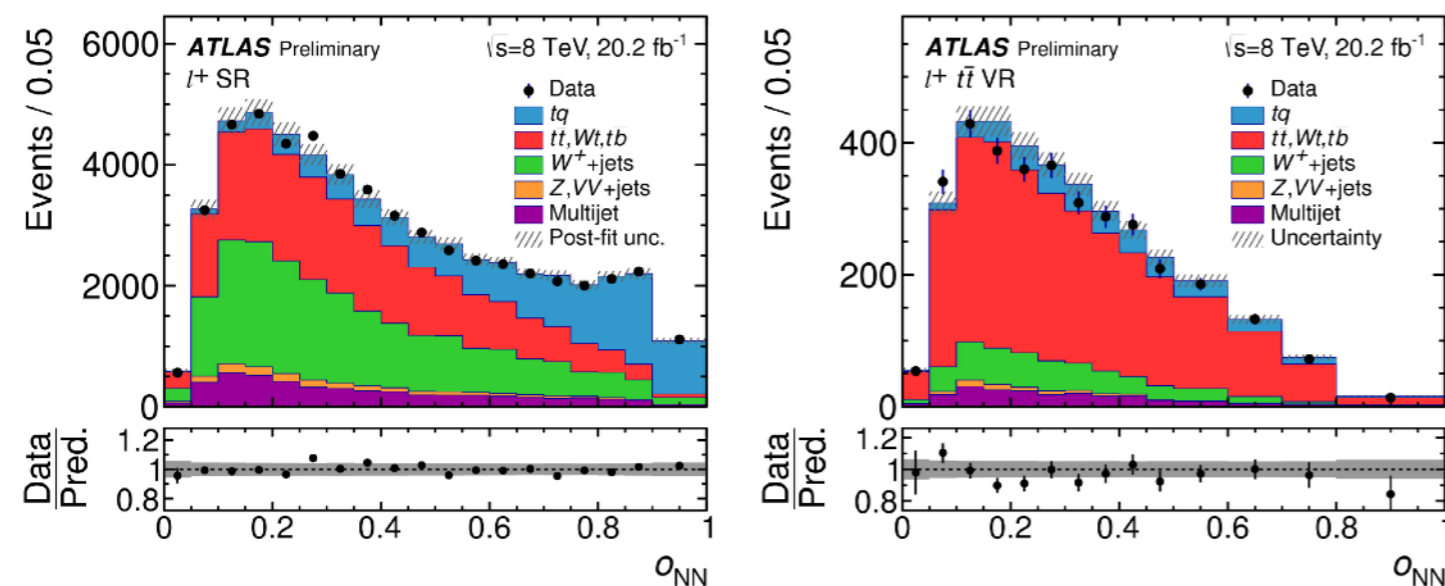 Events / 0.05
6000
4000
2000
0
ATLAS Preliminary
√s=8 TeV, 20.2 fb⁻¹
l+ SR
Data
tq
tt̄,Wt,tb̄
W⁺+jets
Z,VV+jets
Multijet
Post-fit unc.
Data
Pred.
1.2
1
0.8
0 0.2 0.4 0.6 0.8 1
oNN
Events / 0.05
400
200
0
ATLAS Preliminary
√s=8 TeV, 20.2 fb⁻¹
l+ tt̄ VR
Data
tq
tt̄,Wt,tb̄
W⁺+jets
Z,VV+jets
Multijet
Uncertainty
Data
Pred.
1.2
1
0.8
0 0.2 0.4 0.6 0.8
oNN